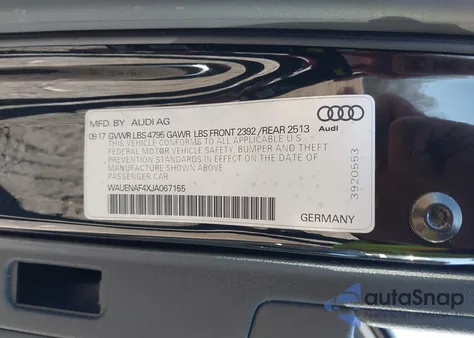 MFD. BY AUDI AG
Audi
09 17 GVWR LBS 4795 GAWR LBS FRONT 2392 /REAR 2513
THIS VEHICLE CONFORMS TO ALL APPLICABLE U.S.
FEDERAL MOTOR VEHICLE SAFETY, BUMPER AND THEFT
PREVENTION STANDARDS IN EFFECT ON THE DATE OF
MANUFACTURE SHOWN ABOVE
PASSENGER CAR
WAUENAF4XJA067155
GERMANY
3920553
autoSnap